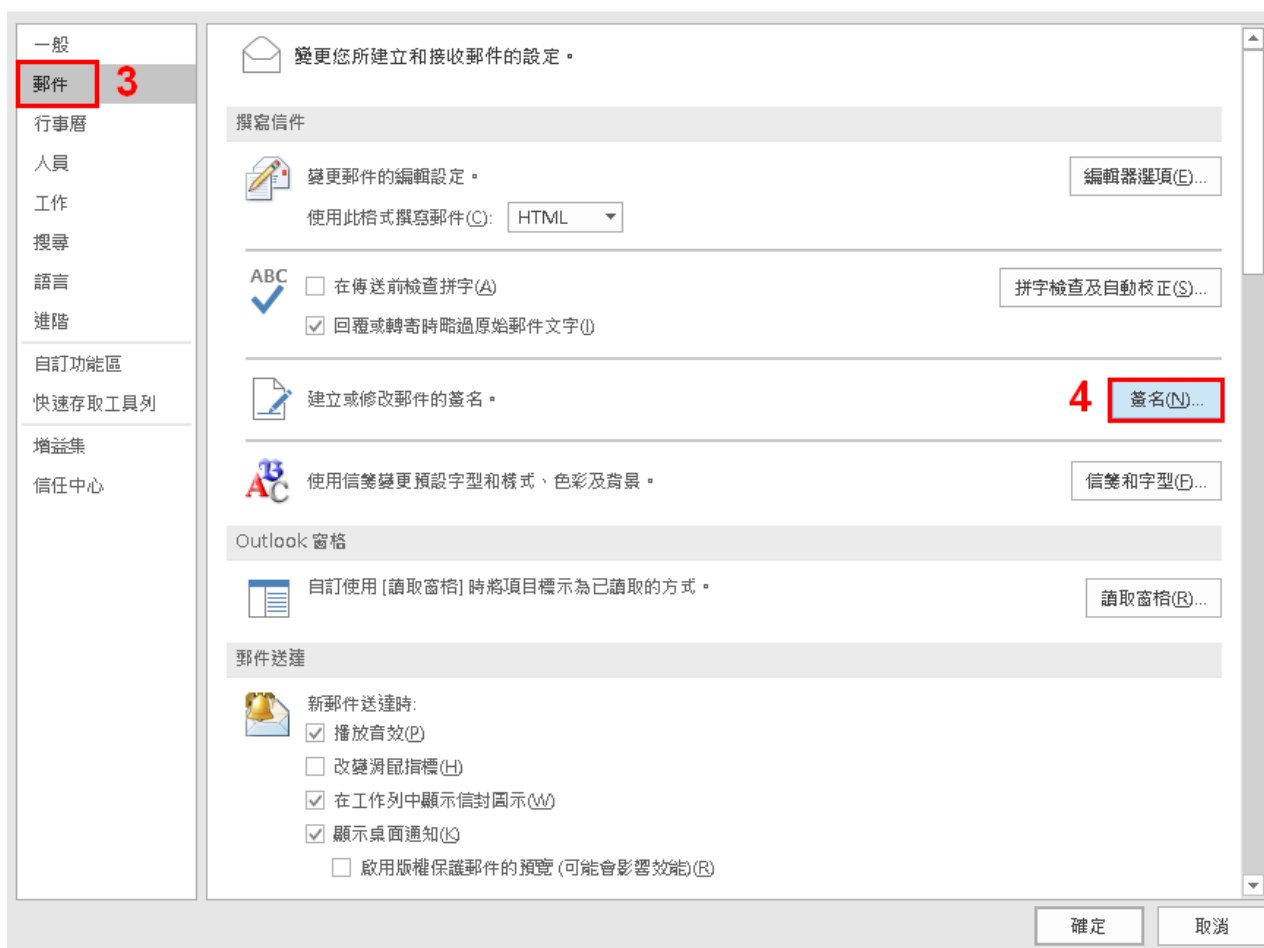 一般
郵件
3
行事曆
人員
工作
搜尋
語言
進階
自訂功能區
快速存取工具列
增益集
信任中心
變更您所建立和接收郵件的設定。
撰寫信件
變更郵件的編輯設定。
編輯器選項(E)...
使用此格式撰寫郵件(C): HTML
ABC
在傳送前檢查拼字(A)
拼字檢查及自動校正(S)...
回覆或轉寄時略過原始郵件文字(I)
建立或修改郵件的簽名。
4
簽名(N)...
使用信箋變更預設字型和樣式、色彩及背景。
信箋和字型(F)...
Outlook 窗格
自訂使用 [讀取窗格] 時將項目標示為已讀取的方式。
讀取窗格(R)...
郵件送達
新郵件送達時:
播放音效(P)
改變滑鼠指標(H)
在工作列中顯示信封圖示(W)
顯示桌面通知(K)
啟用版權保護郵件的預覽 (可能會影響效能)(R)
確定
取消